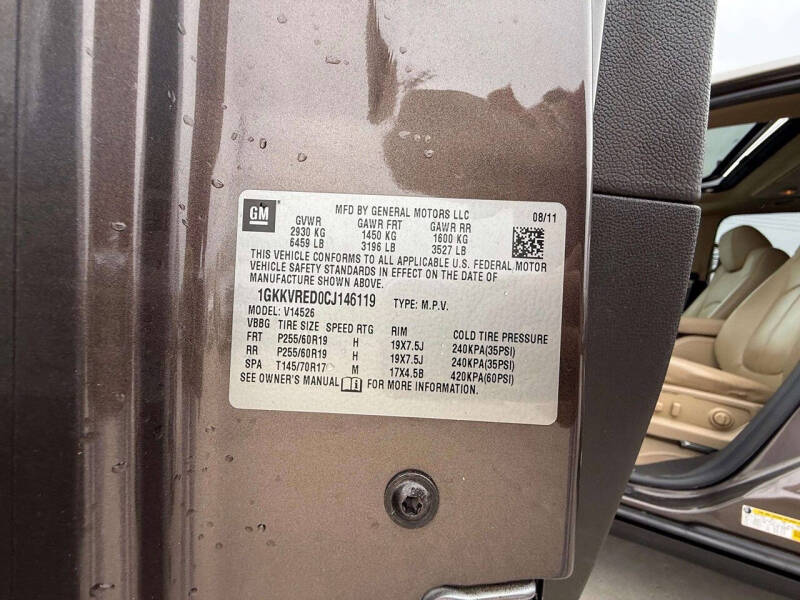 GM
MFD BY GENERAL MOTORS LLC 08/11
GVWR GAWR FRT GAWR RR
2930 KG 1450 KG 1600 KG
6459 LB 3196 LB 3527 LB
THIS VEHICLE CONFORMS TO ALL APPLICABLE U.S. FEDERAL MOTOR
VEHICLE SAFETY STANDARDS IN EFFECT ON THE DATE OF
MANUFACTURE SHOWN ABOVE.
1GKKVRED0CJ146119 TYPE: M.P.V.
MODEL: V14526
VBBG TIRE SIZE SPEED RTG RIM COLD TIRE PRESSURE
FRT P255/60R19 H 19X7.5J 240KPA(35PSI)
RR P255/60R19 H 19X7.5J 240KPA(35PSI)
SPA T145/70R17 M 17X4.5B 420KPA(60PSI)
SEE OWNER'S MANUAL FOR MORE INFORMATION.